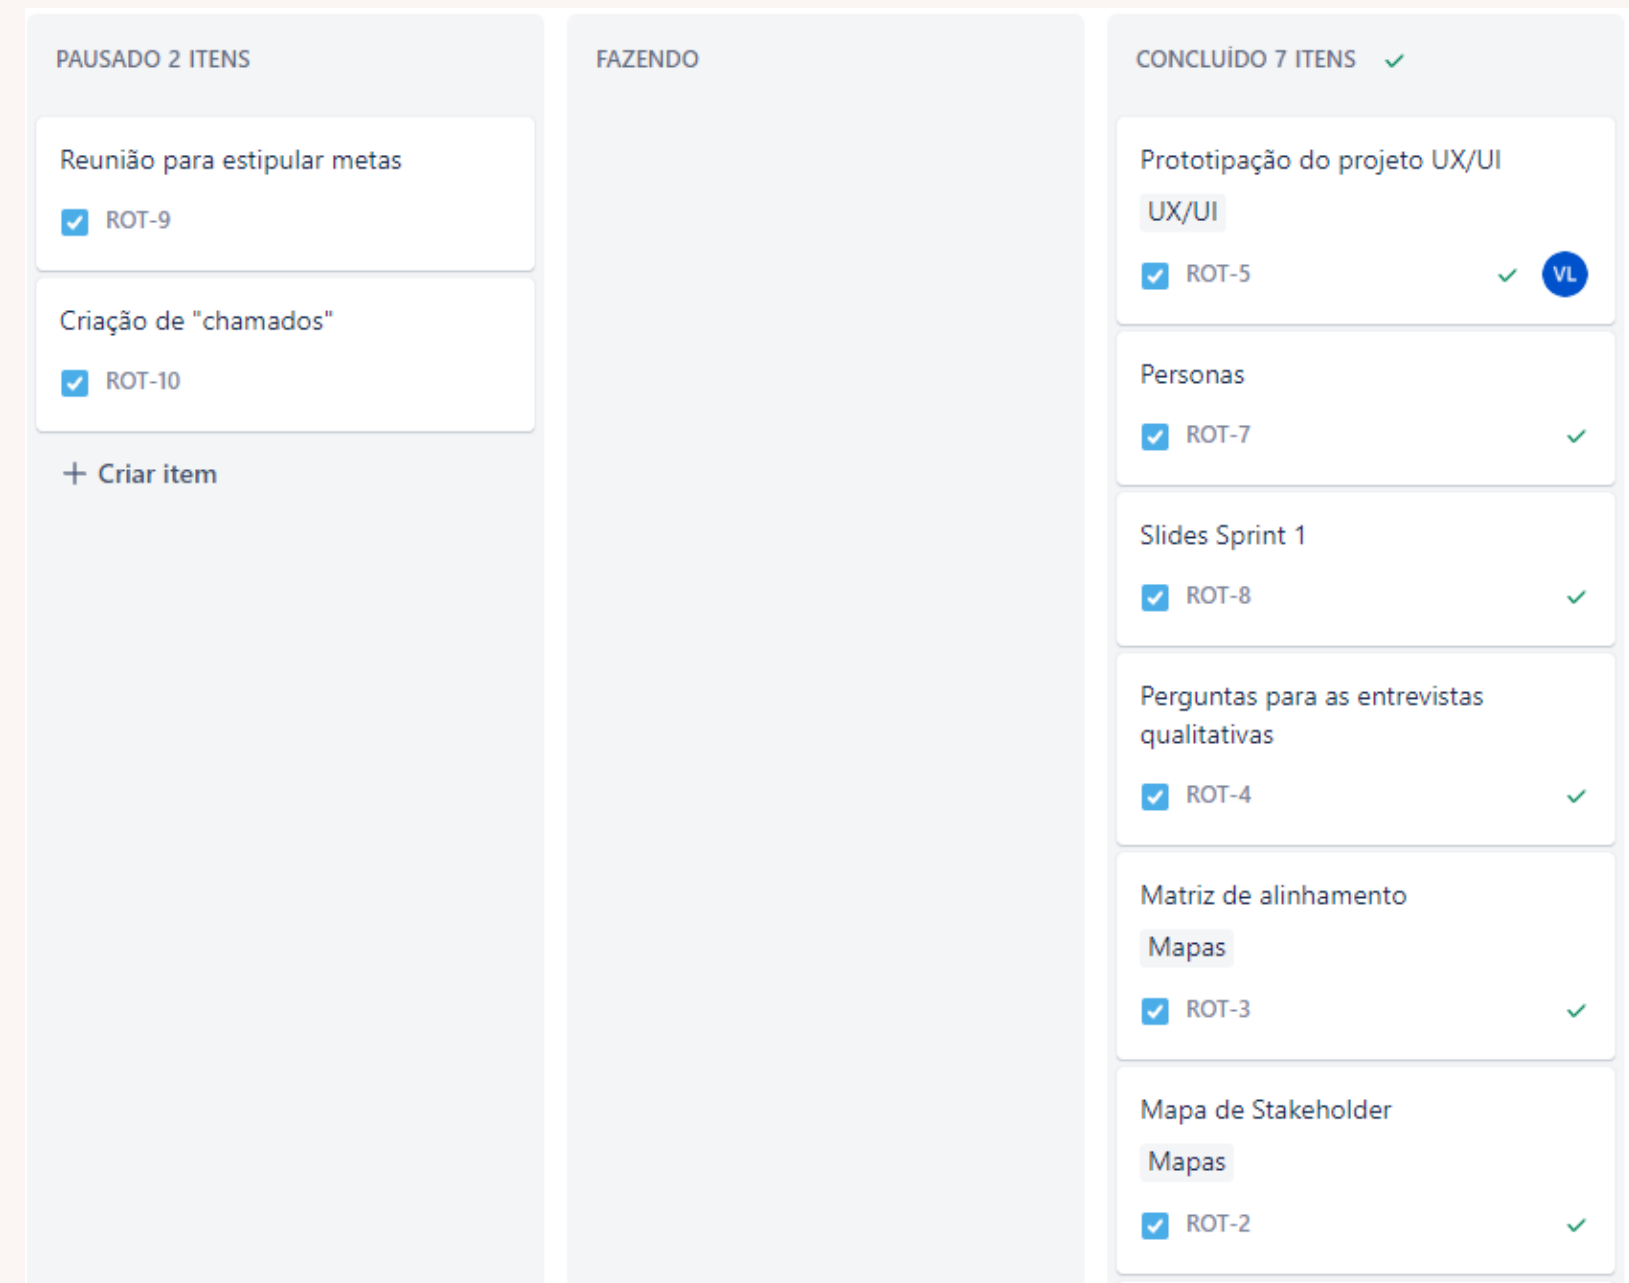 PAUSADO 2 ITENS
Reunião para estipular metas
ROT-9
Criação de "chamados"
ROT-10
+ Criar item
FAZENDO
CONCLUÍDO 7 ITENS
Prototipação do projeto UX/UI
UX/UI
ROT-5
VL
Personas
ROT-7
Slides Sprint 1
ROT-8
Perguntas para as entrevistas
qualitativas
ROT-4
Matriz de alinhamento
Mapas
ROT-3
Mapa de Stakeholder
Mapas
ROT-2